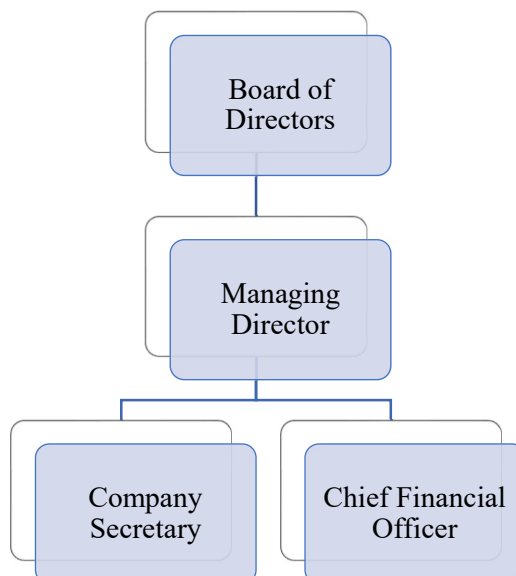 Board of
Directors
Managing
Director
Company
Secretary
Chief Financial
Officer